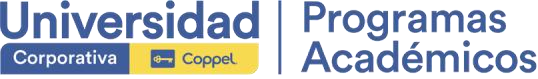 Universidad
Corporativa Coppel
Programas
Académicos